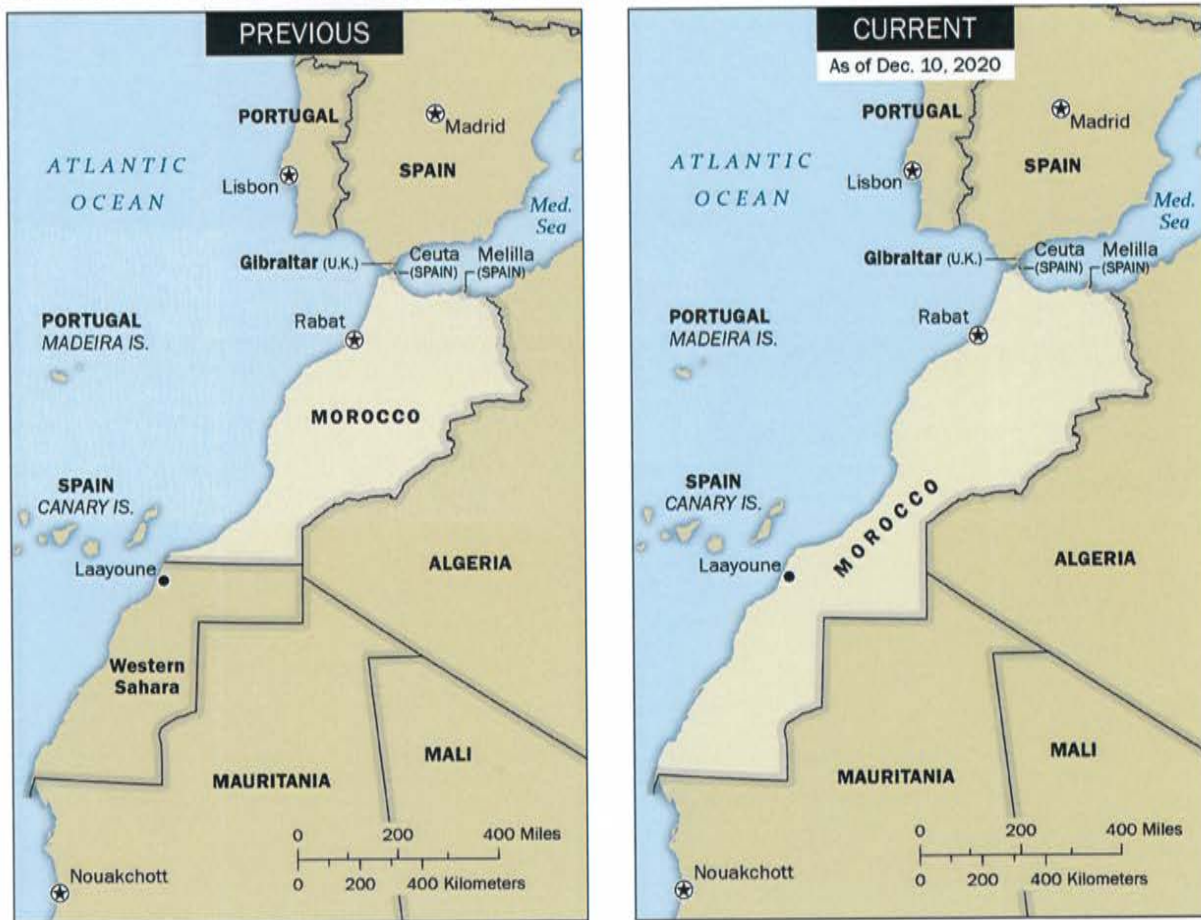 PREVIOUS
PORTUGAL
Madrid
ATLANTIC
OCEAN
SPAIN
Lisbon
Med.
Sea
Gibraltar (U.K.)
Ceuta
(SPAIN)
Melilla
(SPAIN)
PORTUGAL
MADEIRA IS.
Rabat
MOROCCO
SPAIN
CANARY IS.
Laayoune
ALGERIA
Western
Sahara
MALI
MAURITANIA
0 200 400 Miles
0 200 400 Kilometers
Nouakchott
CURRENT
As of Dec. 10, 2020
PORTUGAL
Madrid
ATLANTIC
OCEAN
SPAIN
Lisbon
Med.
Sea
Gibraltar (U.K.)
Ceuta
(SPAIN)
Melilla
(SPAIN)
PORTUGAL
MADEIRA IS.
Rabat
SPAIN
CANARY IS.
MOROCCO
Laayoune
ALGERIA
MALI
MAURITANIA
0 200 400 Miles
0 200 400 Kilometers
Nouakchott